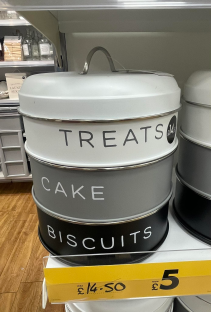 TREATS
CAKE
BISCUITS
£14.50 £5